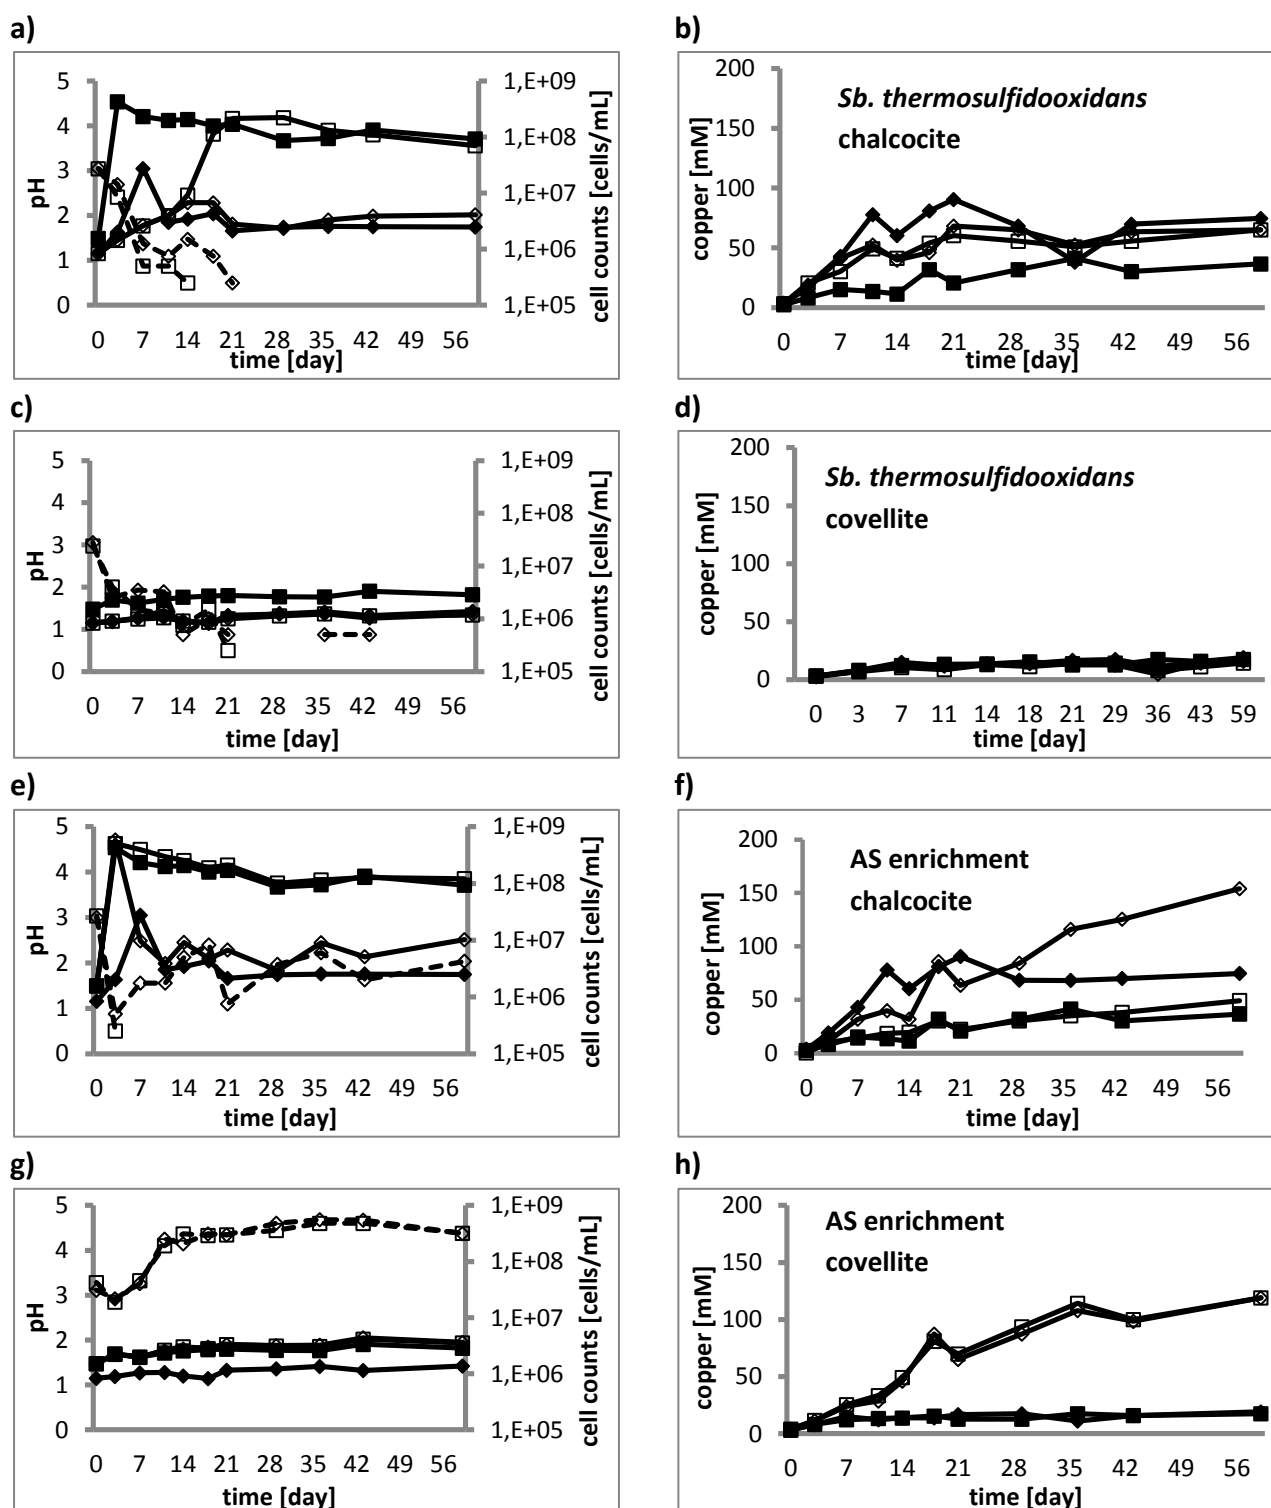 a)
5
4
3
2
1
0
pH
1,E+09
1,E+08
1,E+07
1,E+06
1,E+05
cell counts [cells/mL]
0 7 14 21 28 35 42 49 56
time [day]
b)
200
150
100
50
0
copper [mM]
Sb. thermosulfidooxidans
chalcocite
0 7 14 21 28 35 42 49 56
time [day]
c)
5
4
3
2
1
0
pH
1,E+09
1,E+08
1,E+07
1,E+06
1,E+05
cell counts [cells/mL]
0 7 14 21 28 35 42 49 56
time [day]
d)
200
150
100
50
0
copper [mM]
Sb. thermosulfidooxidans
covellite
0 3 7 11 14 18 21 29 36 43 59
time [day]
e)
5
4
3
2
1
0
pH
1,E+09
1,E+08
1,E+07
1,E+06
1,E+05
cell counts [cells/mL]
0 7 14 21 28 35 42 49 56
time [day]
f)
200
150
100
50
0
copper [mM]
AS enrichment
chalcocite
0 7 14 21 28 35 42 49 56
time [day]
g)
5
4
3
2
1
0
pH
1,E+09
1,E+08
1,E+07
1,E+06
1,E+05
cell counts [cells/mL]
0 7 14 21 28 35 42 49 56
time [day]
h)
200
150
100
50
0
copper [mM]
AS enrichment
covellite
0 7 14 21 28 35 42 49 56
time [day]